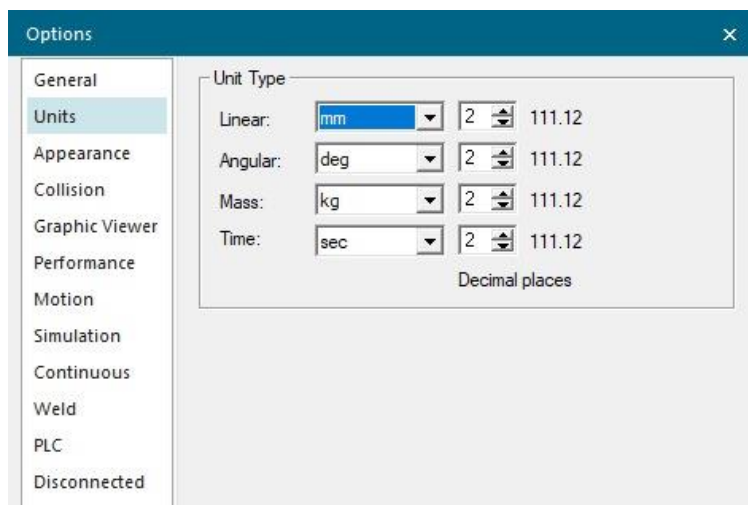 Options
General
Units
Appearance
Collision
Graphic Viewer
Performance
Motion
Simulation
Continuous
Weld
PLC
Disconnected
Unit Type
Linear: mm 2 111.12
Angular: deg 2 111.12
Mass: kg 2 111.12
Time: sec 2 111.12
Decimal places